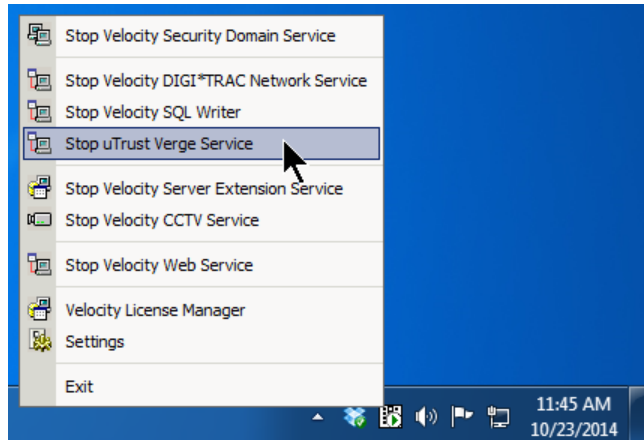 Stop Velocity Security Domain Service
Stop Velocity DIGI*TRAC Network Service
Stop Velocity SQL Writer
Stop uTrust Verge Service
Stop Velocity Server Extension Service
Stop Velocity CCTV Service
Stop Velocity Web Service
Velocity License Manager
Settings
Exit
11:45 AM
10/23/2014